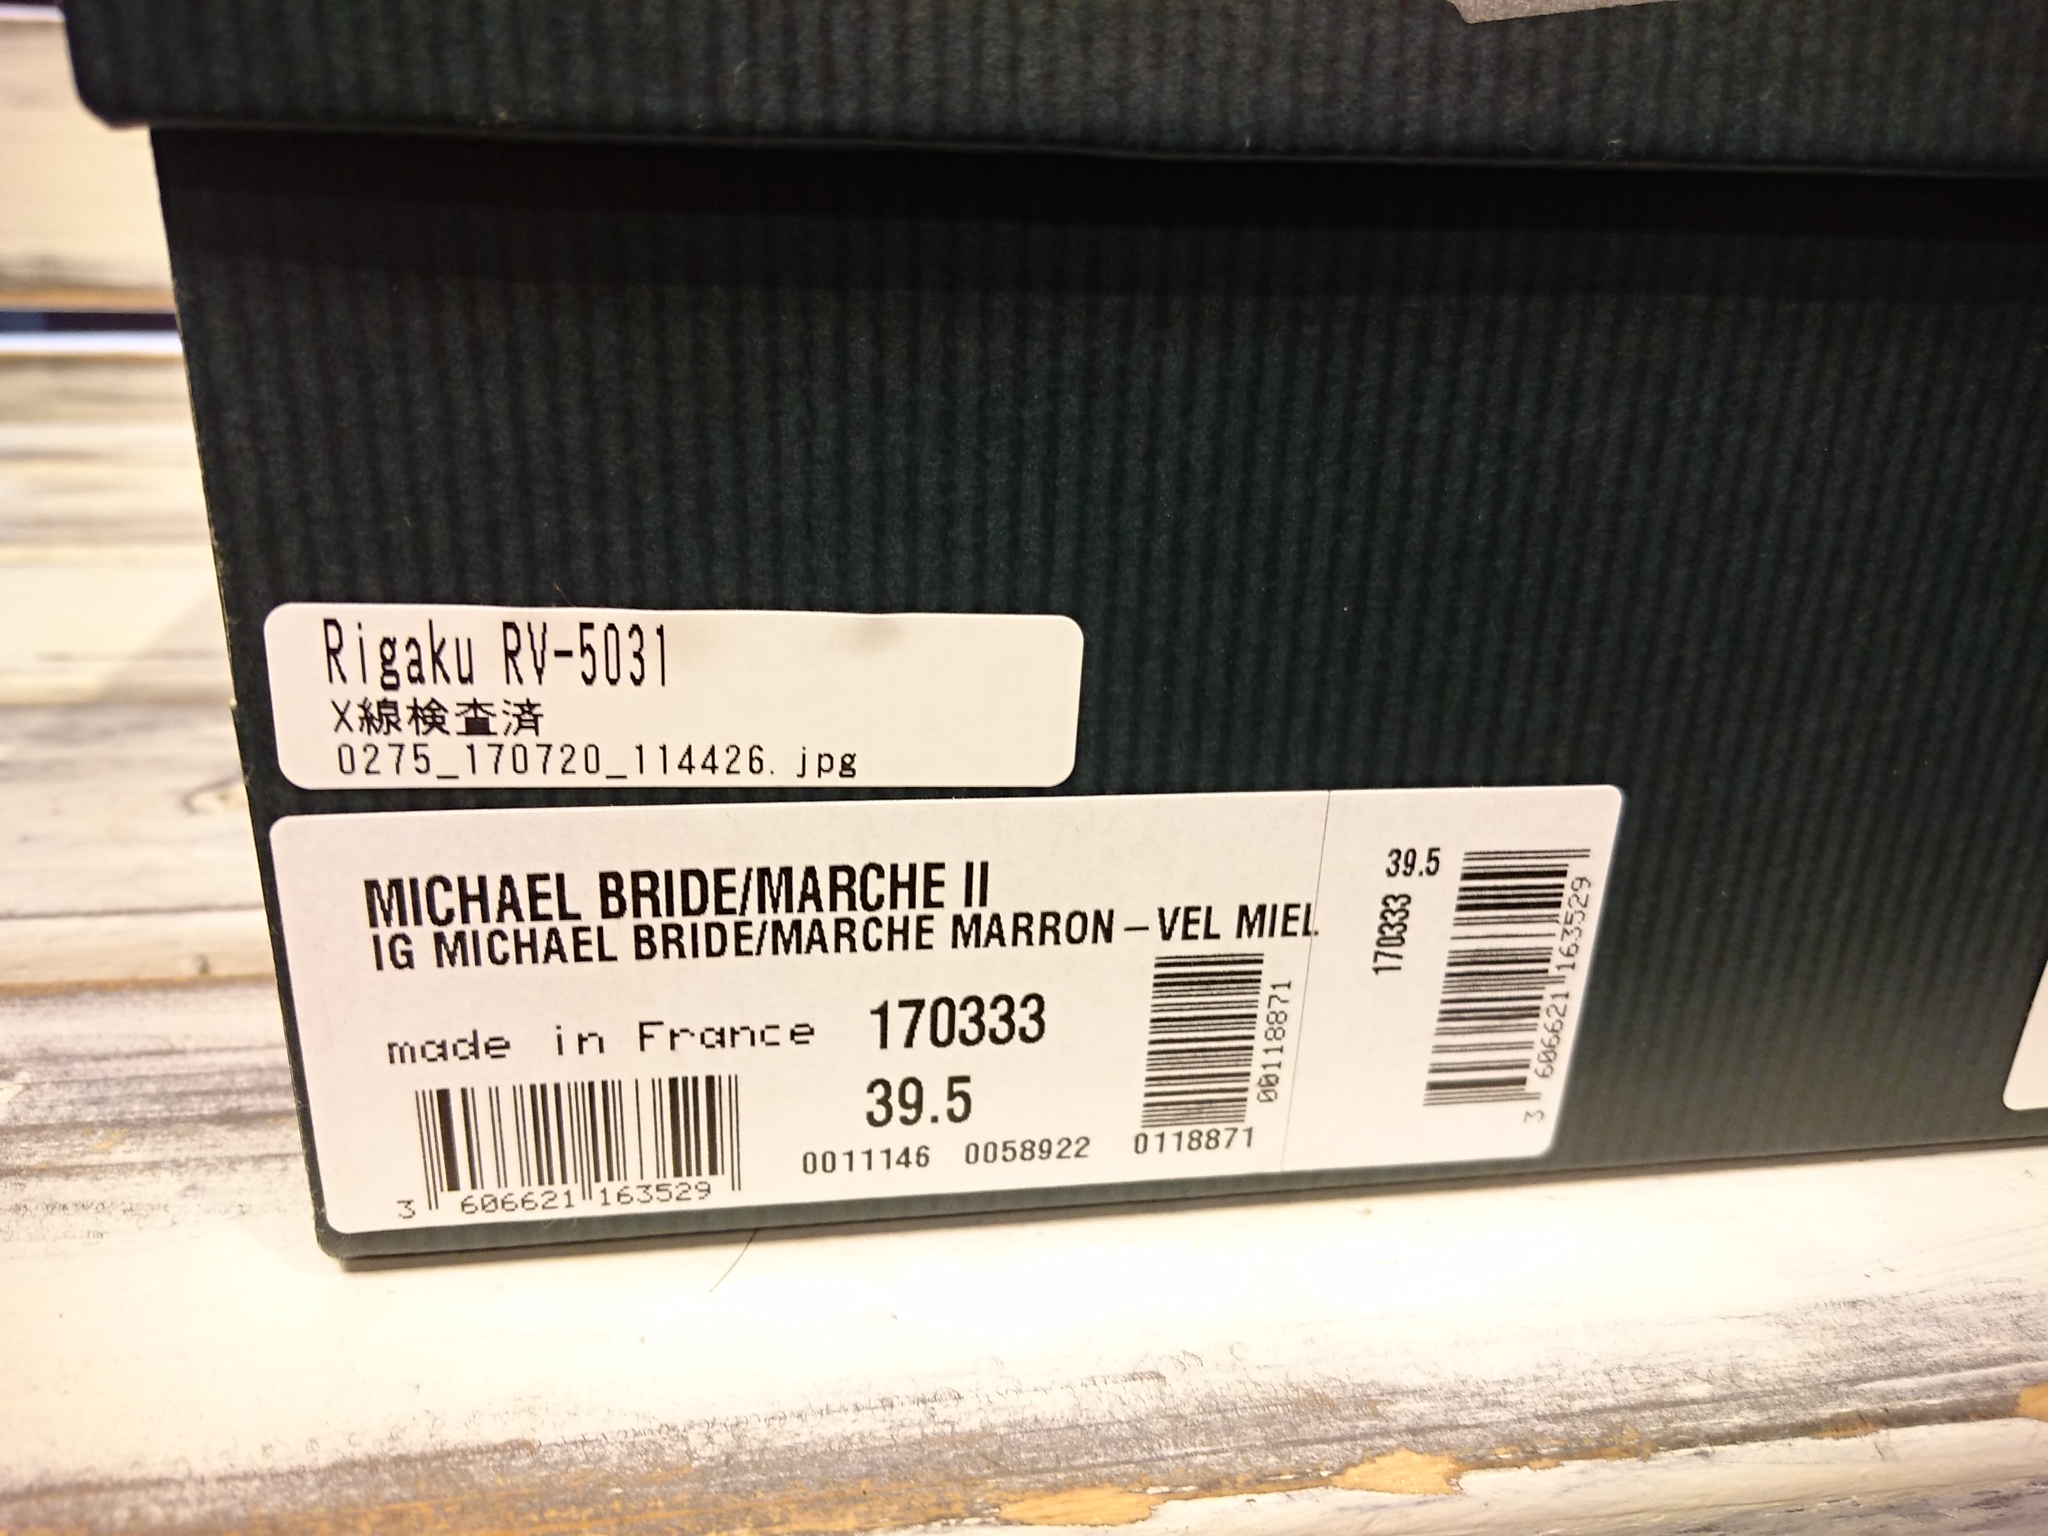 Rigaku RV-5031
X線検査済
0275_170720_114426.jpg
MICHAEL BRIDE/MARCHE II
IG MICHAEL BRIDE/MARCHE MARRON-VEL MIEL
made in France 170333
39.5
3 606621 163529
0011146 0058922 0118871
00118871
39.5
170333
3 606621 163529